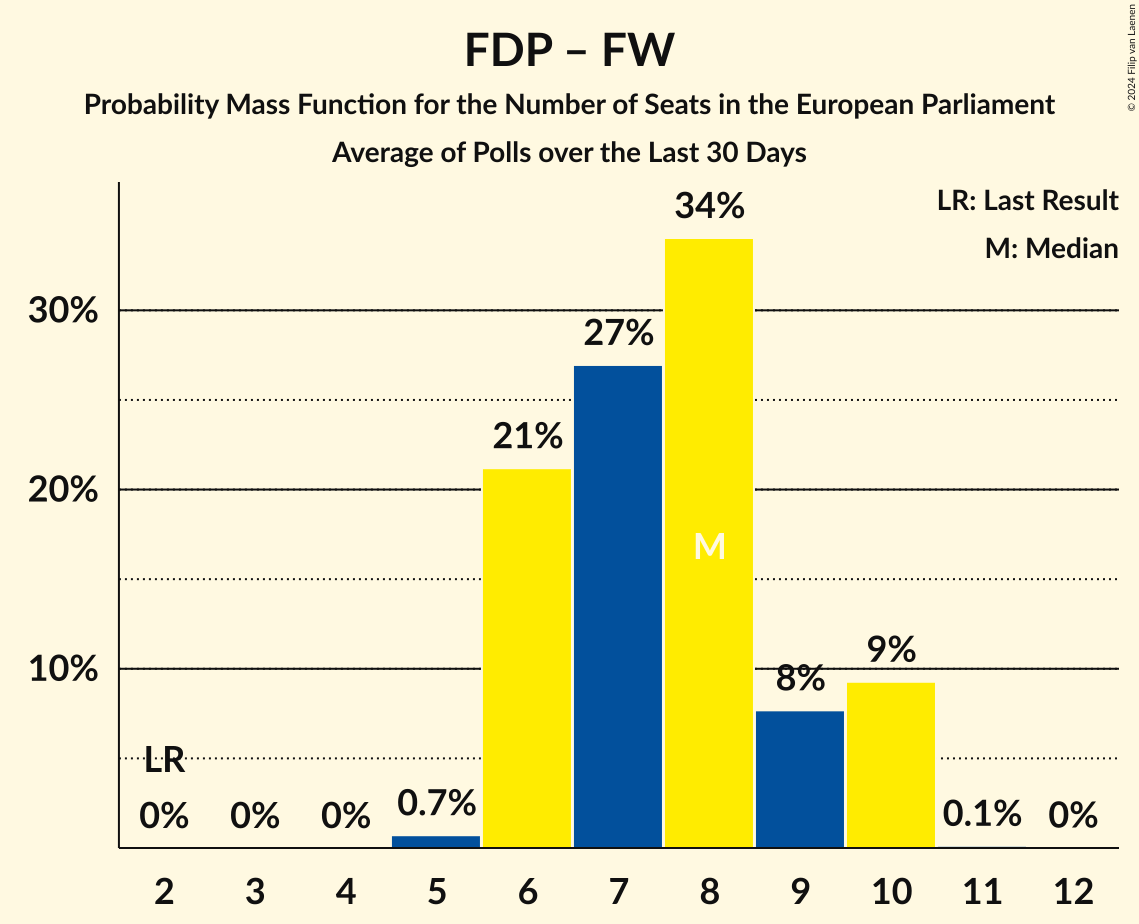 FDP – FW
Probability Mass Function for the Number of Seats in the European Parliament
Average of Polls over the Last 30 Days
© 2024 Filip van Laenen
LR: Last Result
M: Median
34%
30%
27%
21%
20%
M
10%
9%
8%
LR
0%
0%
0%
0.7%
0.1%
0%
2 3 4 5 6 7 8 9 10 11 12